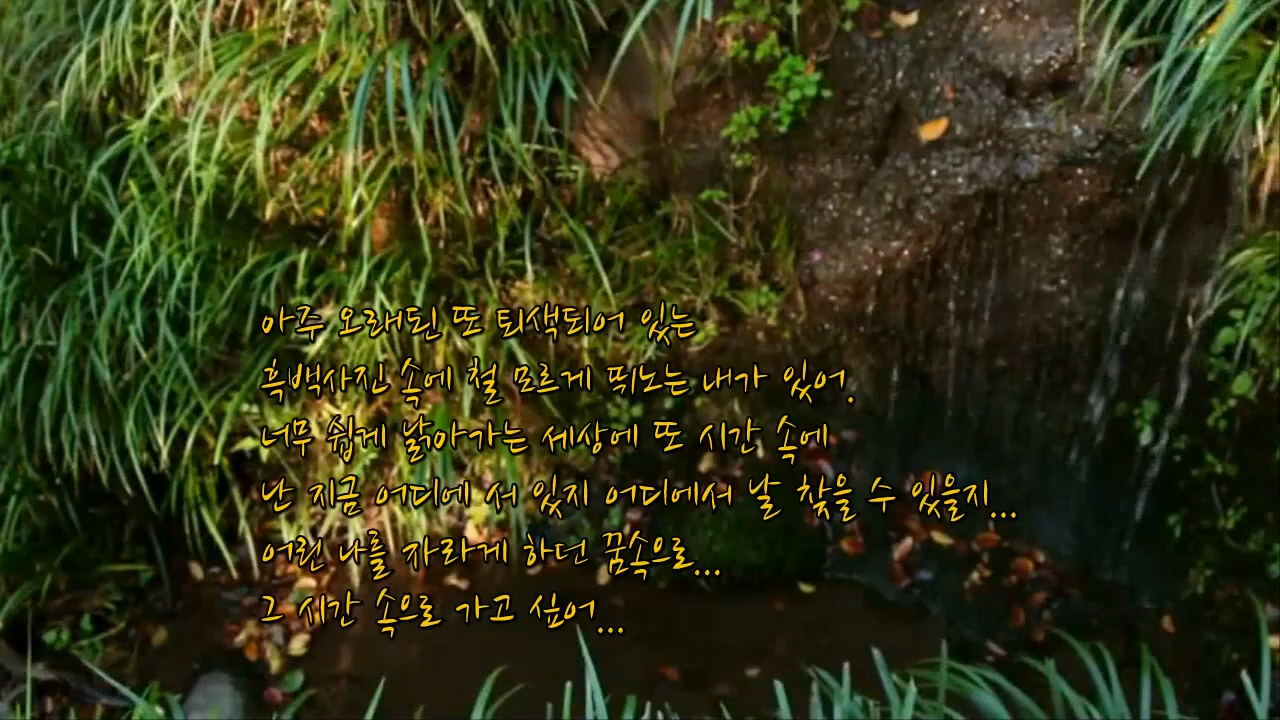 아주 오래된 또 퇴색되어 있는
흑백사진 속에 철 모르게 뛰노는 내가 있어.
너무 쉽게 낡아가는 세상에 또 시간 속에
난 지금 어디에 서 있지 어디에서 날 찾을 수 있을지...
어린 나를 자라게 하던 꿈속으로...
그 시간 속으로 가고 싶어...